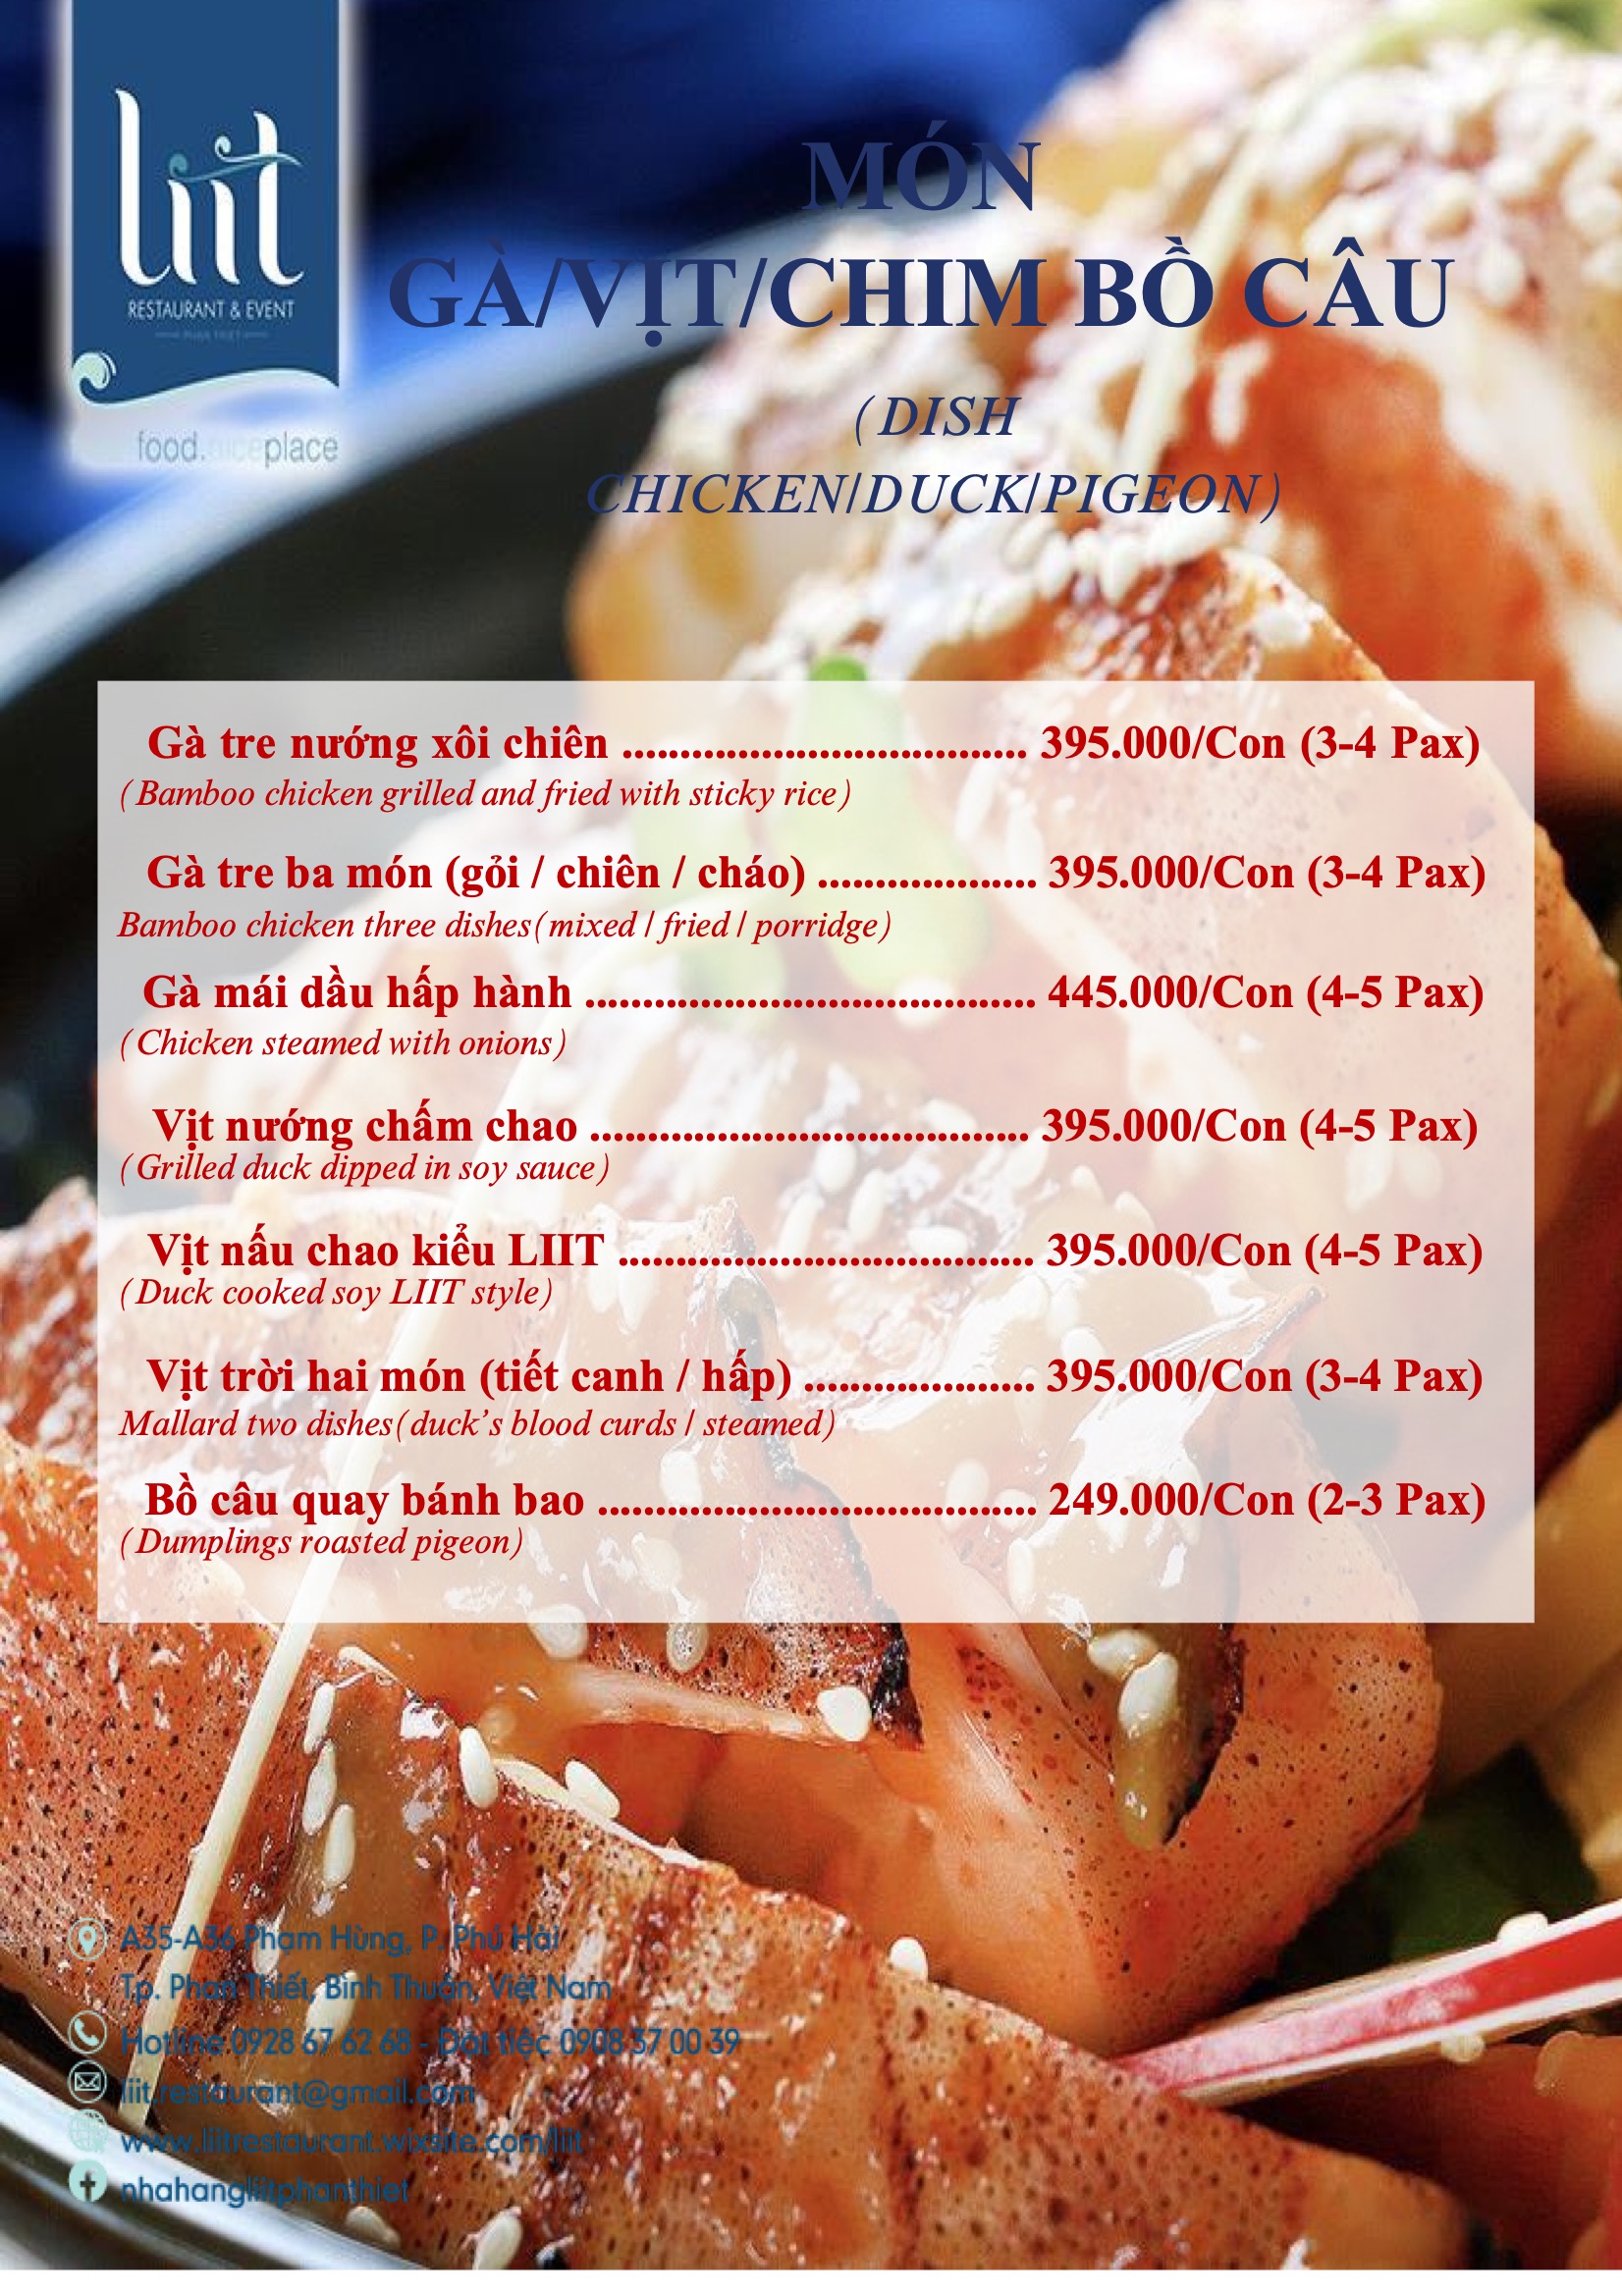 liit
RESTAURANT & EVENT
food.niceplace
MÓN
GÀ/VỊT/CHIM BỒ CÂU
(DISH
CHICKEN/DUCK/PIGEON)
Gà tre nướng xôi chiên ................................... 395.000/Con (3-4 Pax)
(Bamboo chicken grilled and fried with sticky rice)
Gà tre ba món (gỏi / chiên / cháo) ................... 395.000/Con (3-4 Pax)
Bamboo chicken three dishes(mixed / fried / porridge)
Gà mái dầu hấp hành ....................................... 445.000/Con (4-5 Pax)
(Chicken steamed with onions)
Vịt nướng chấm chao ...................................... 395.000/Con (4-5 Pax)
(Grilled duck dipped in soy sauce)
Vịt nấu chao kiểu LIIT .................................... 395.000/Con (4-5 Pax)
(Duck cooked soy LIIT style)
Vịt trời hai món (tiết canh / hấp) .................... 395.000/Con (3-4 Pax)
Mallard two dishes(duck’s blood curds / steamed)
Bồ câu quay bánh bao ...................................... 249.000/Con (2-3 Pax)
(Dumplings roasted pigeon)
A35-A36 Phạm Hùng, P. Phú Hài
Tp. Phan Thiết, Bình Thuận, Việt Nam
Hotline 0928 67 62 68 - Đặt tiệc 0908 37 00 39
liit.restaurant@gmail.com
www.liitrestaurant.wixsite.com/liit
nhahangliitphanthiet